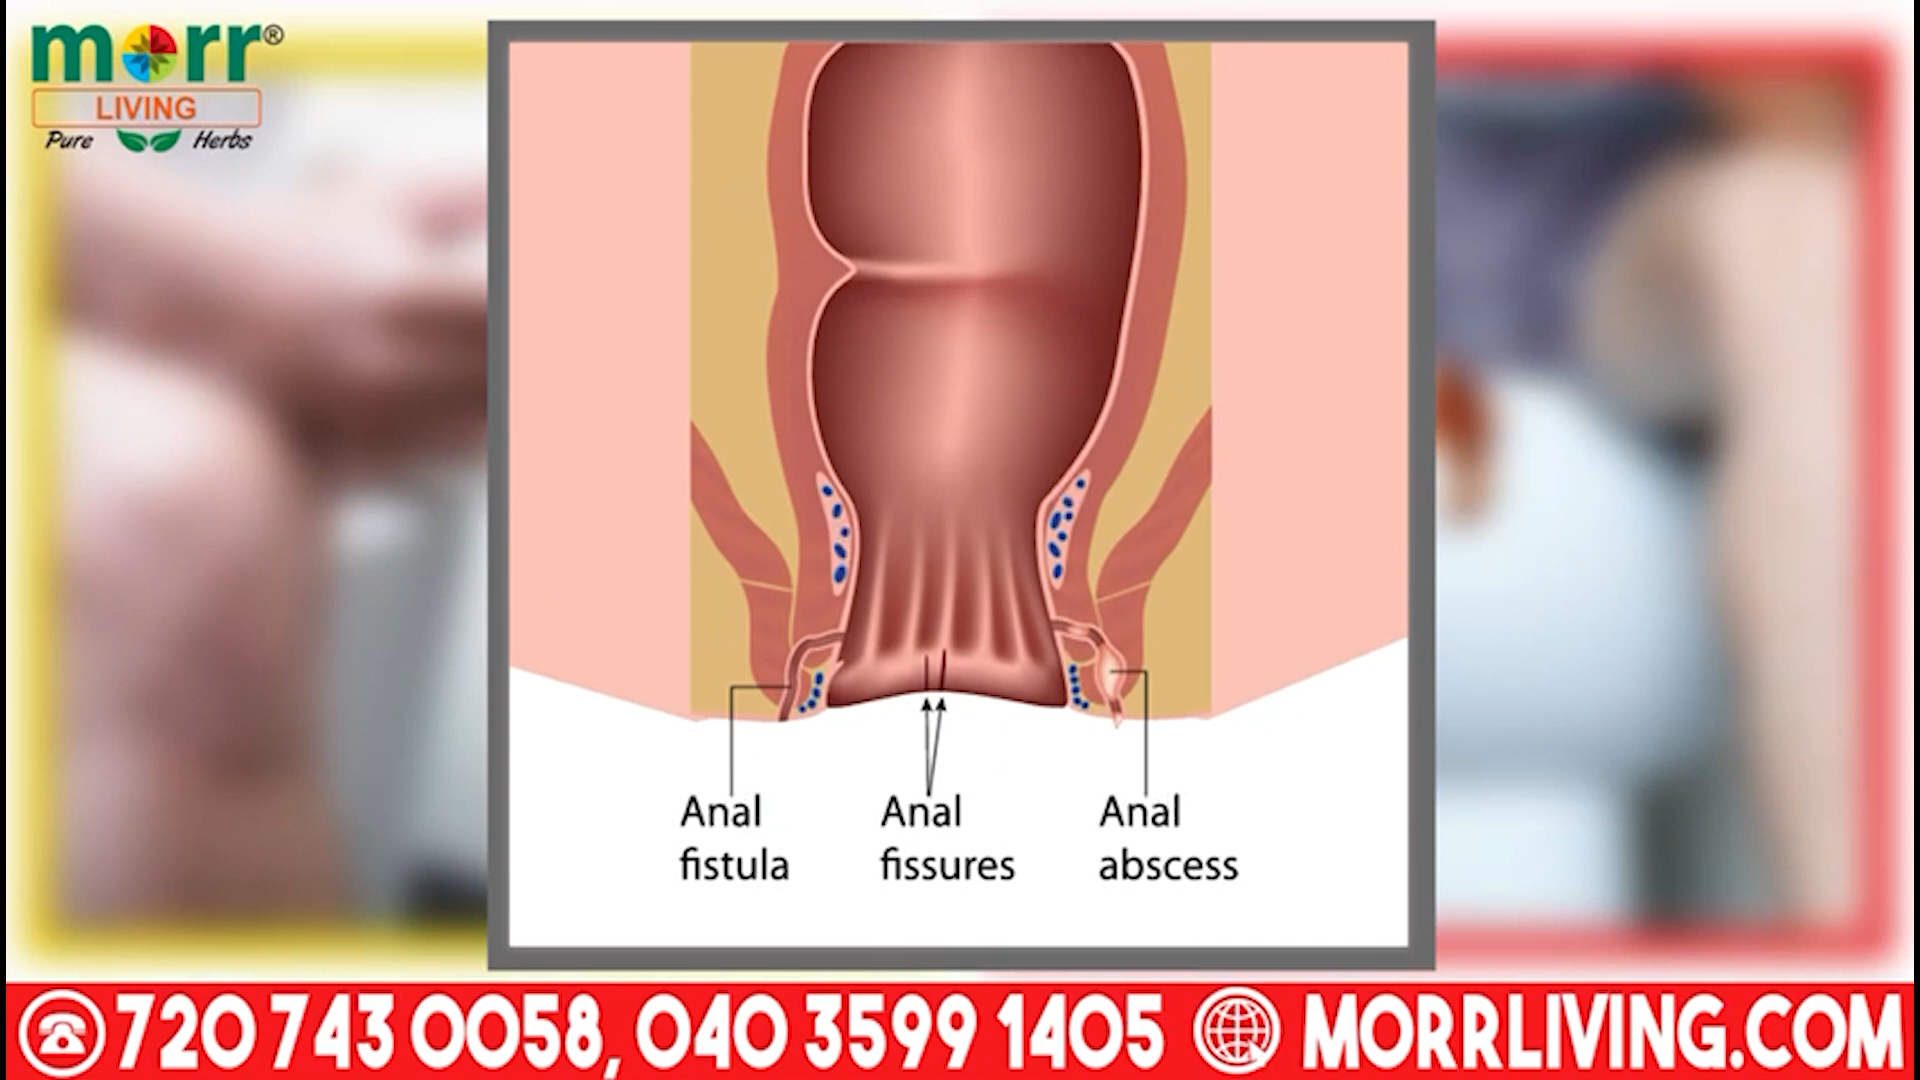 morr®
LIVING
Pure Herbs
Anal
fistula
Anal
fissures
Anal
abscess
720 743 0058, 040 3599 1405 MORRLIVING.COM